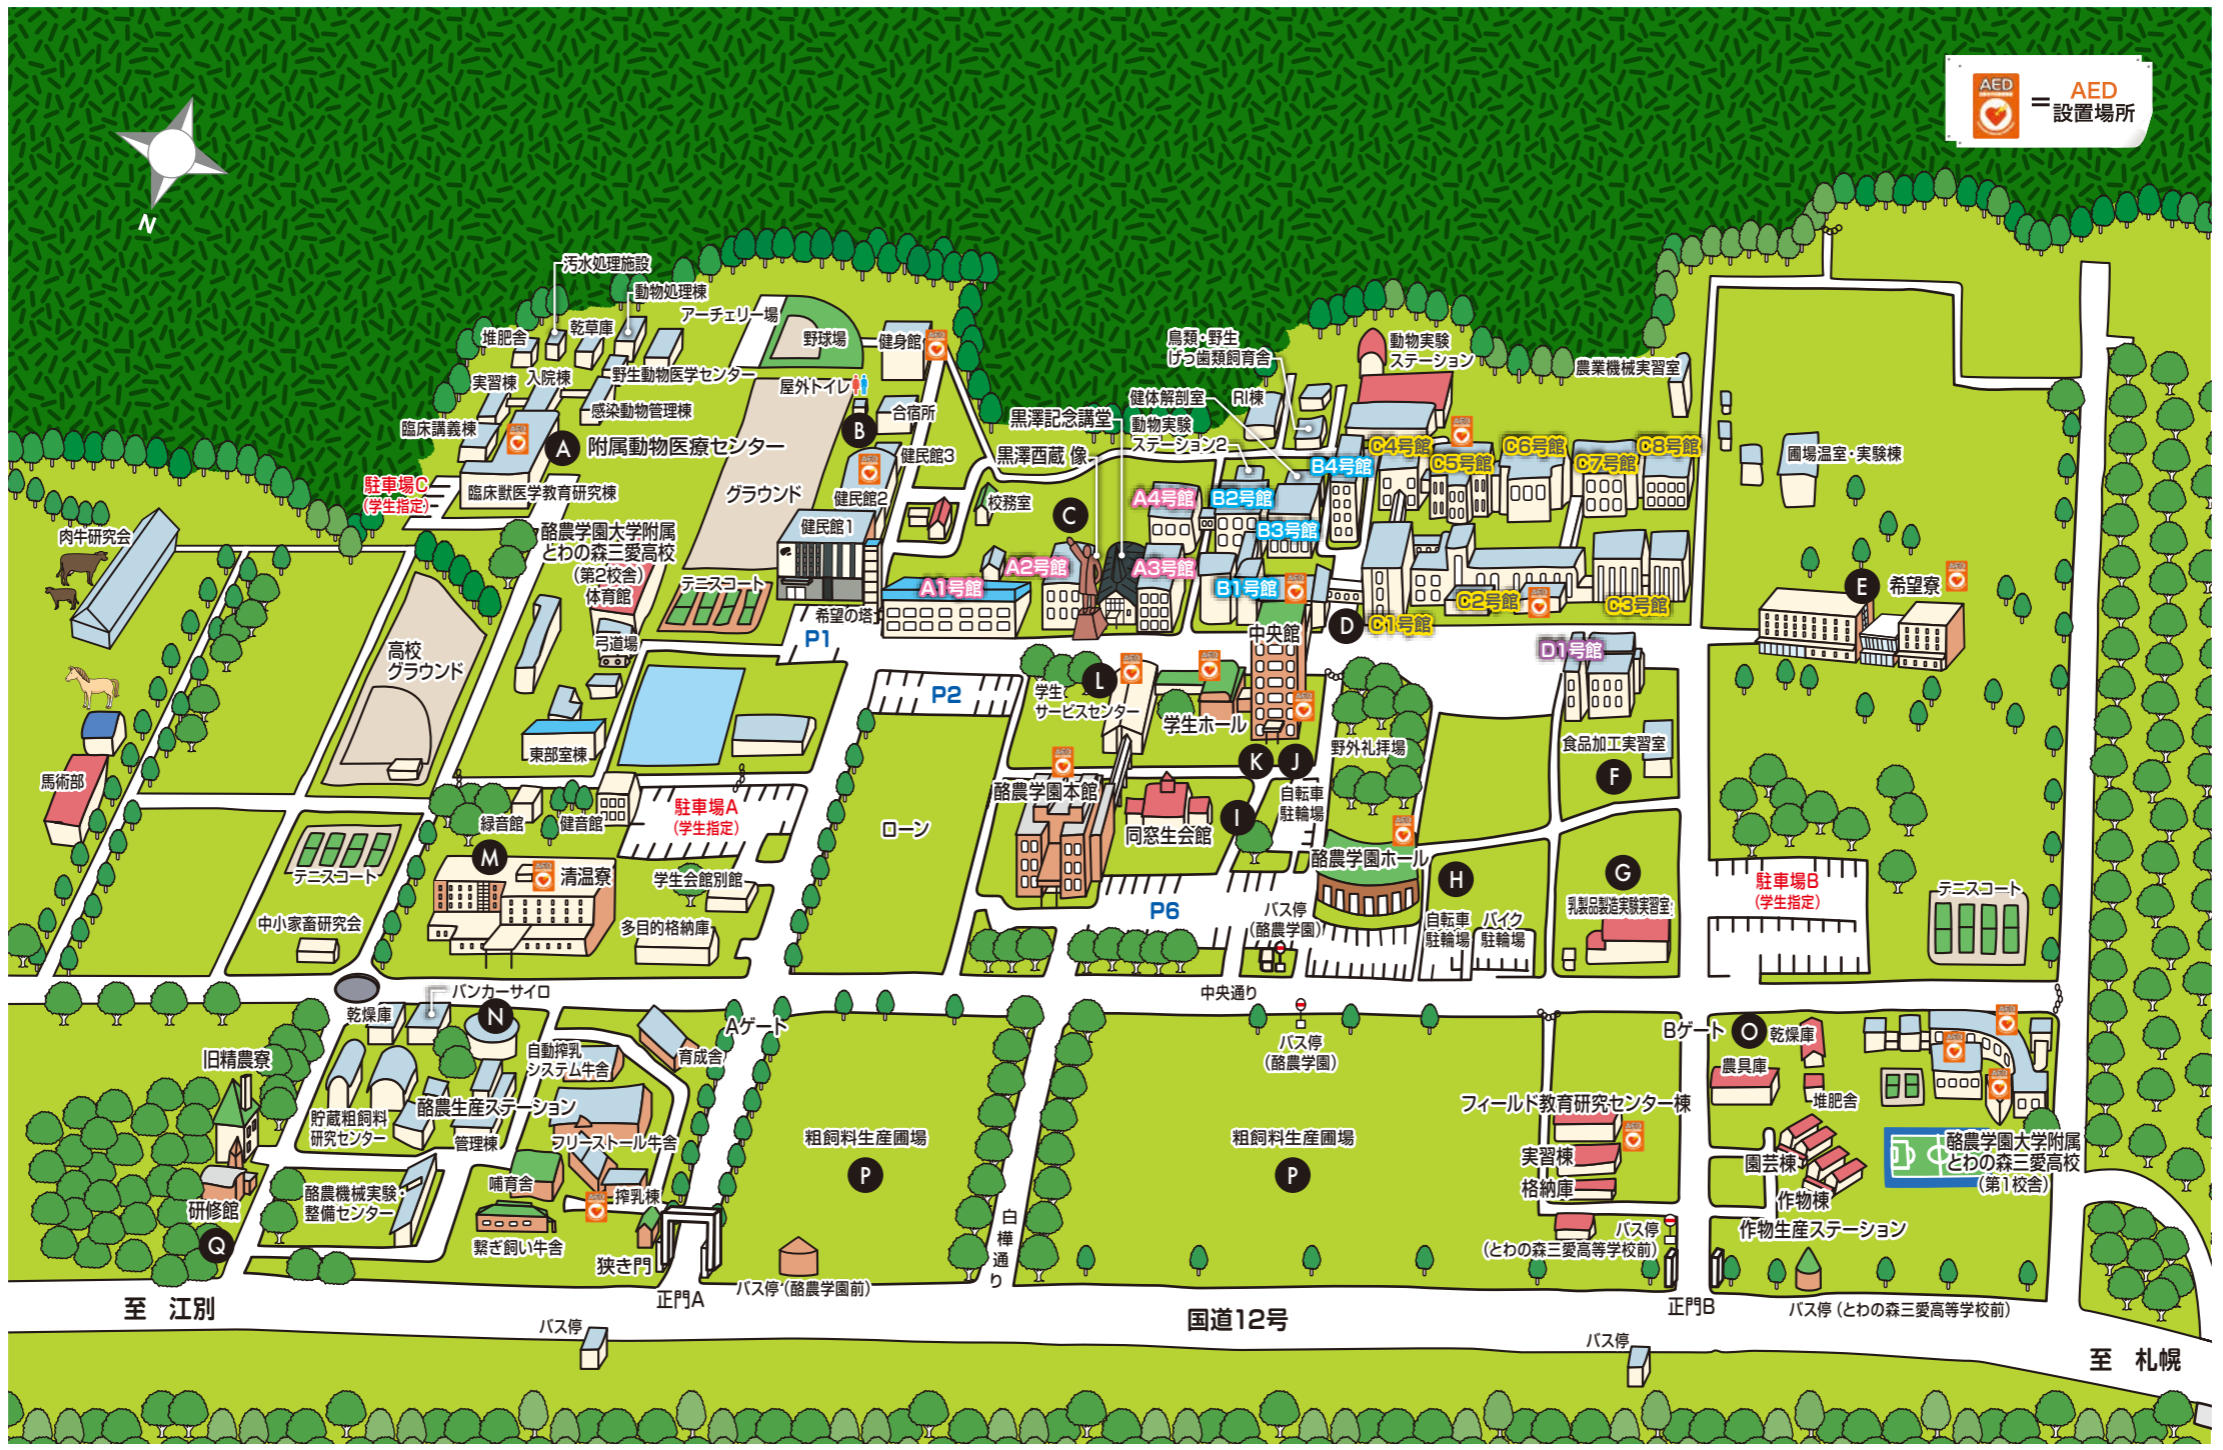 AED
=
AED
設置場所
N
汚水処理施設
動物処理棟
アーチェリー場
堆肥舎
乾草庫
野球場
健身館
実習棟
入院棟
野生動物医学センター
屋外トイレ
感染動物管理棟
合宿所
臨床講義棟
A
附属動物医療センター
B
健民館3
駐車場C
(学生指定)
臨床獣医学教育研究棟
グラウンド
健民館2
健民館1
校務室
酪農学園大学附属
とわの森三愛高校
(第2校舎)
体育館
テニスコート
希望の塔
弓道場
肉牛研究会
高校
グラウンド
馬術部
東部室棟
鳥類・野生
げっ歯類飼育舎
動物実験
ステーション
農業機械実習室
健体解剖室
RI棟
黒澤記念講堂
動物実験
ステーション2
黒澤酉蔵 像
C
A4号館
B2号館
B4号館
C4号館
C5号館
C6号館
C7号館
C8号館
B3号館
A1号館
A2号館
A3号館
B1号館
C2号館
C3号館
C1号館
D
中央館
D1号館
圃場温室・実験棟
E
希望寮
P1
P2
L
学生
サービスセンター
学生ホール
野外礼拝場
食品加工実習室
F
K
J
自転車
駐輪場
酪農学園本館
同窓生会館
I
酪農学園ホール
H
G
乳製品製造実験実習室
駐車場A
(学生指定)
ローン
緑音館
健音館
M
清温寮
テニスコート
学生会館別館
中小家畜研究会
多目的格納庫
P6
バス停
(酪農学園)
自転車
駐輪場
バイク
駐輪場
駐車場B
(学生指定)
テニスコート
中央通り
バンカーサイロ
乾燥庫
N
Aゲート
旧精農寮
自動搾乳
システム牛舎
育成舎
バス停
(酪農学園)
Bゲート
O
乾燥庫
農具庫
堆肥舎
貯蔵粗飼料
研究センター
酪農生産ステーション
管理棟
フリーストール牛舎
粗飼料生産圃場
P
粗飼料生産圃場
P
フィールド教育研究センター棟
実習棟
格納庫
園芸棟
作物棟
作物生産ステーション
酪農学園大学附属
とわの森三愛高校
(第1校舎)
哺育舎
搾乳棟
酪農機械実験・
整備センター
研修館
Q
繋ぎ飼い牛舎
狭き門
正門A
バス停(酪農学園前)
白樺通り
バス停
(とわの森三愛高等学校前)
正門B
バス停(とわの森三愛高等学校前)
至 江別
国道12号
至 札幌
バス停
バス停